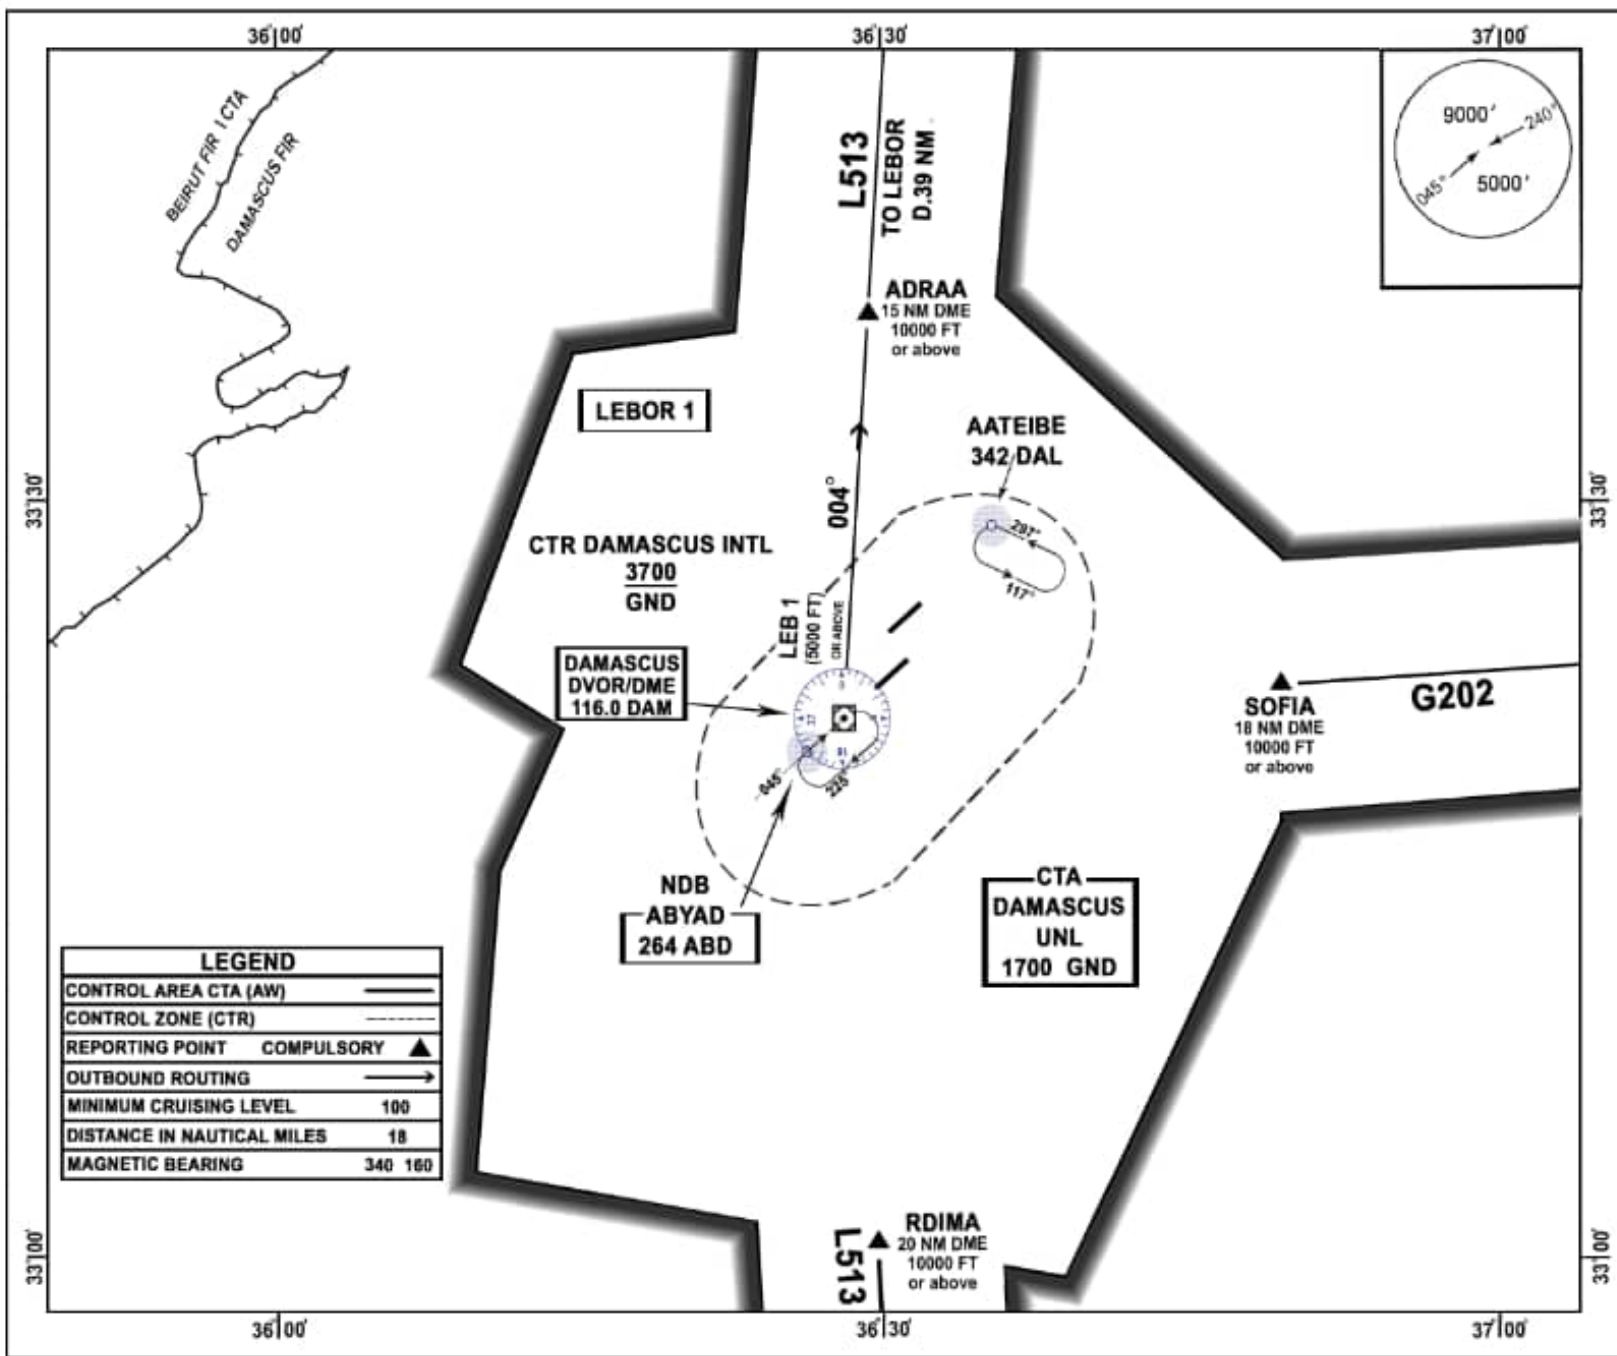 36°00'
36°30'
37°00'
BEIRUT FIR \ CTA
DAMASCUS FIR
L513
TO LEBOR
D.39 NM
9000'
240°
045°
5000'
ADRAA
15 NM DME
10000 FT
or above
LEBOR 1
AATEIBE
342 DAL
33°30'
33°30'
004°
297°
117°
CTR DAMASCUS INTL
3700
GND
LEB 1
(5000 FT)
OR ABOVE
DAMASCUS
DVOR/DME
116.0 DAM
SOFIA
18 NM DME
10000 FT
or above
G202
045°
225°
NDB
ABYAD
264 ABD
CTA
DAMASCUS
UNL
1700 GND
LEGEND
CONTROL AREA CTA (AW)
CONTROL ZONE (CTR)
REPORTING POINT COMPULSORY
OUTBOUND ROUTING
MINIMUM CRUISING LEVEL 100
DISTANCE IN NAUTICAL MILES 18
MAGNETIC BEARING 340 160
L513
RDIMA
20 NM DME
10000 FT
or above
33°00'
33°00'
36°00'
36°30'
37°00'